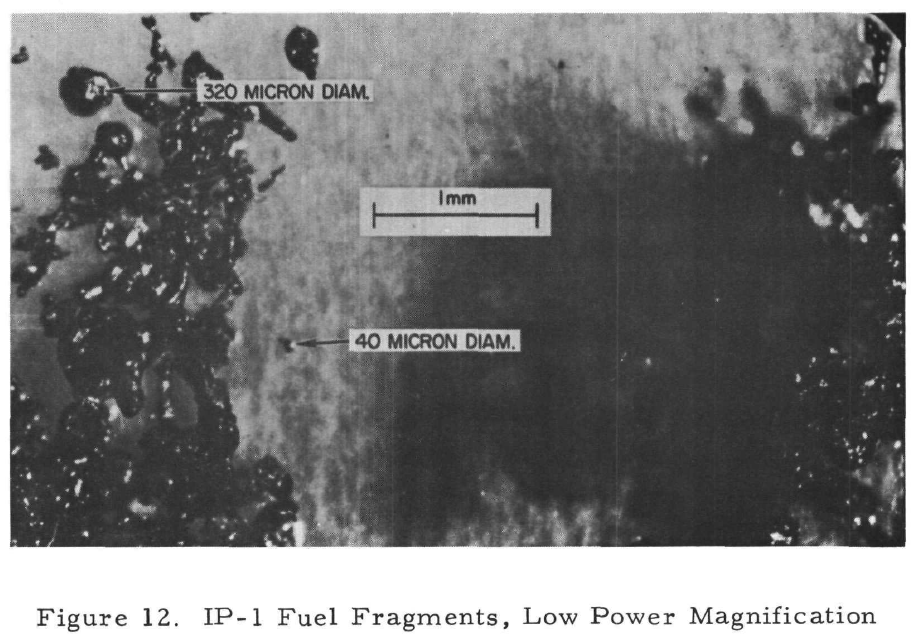 320 MICRON DIAM.
1mm
40 MICRON DIAM.
Figure 12. IP-1 Fuel Fragments, Low Power Magnification